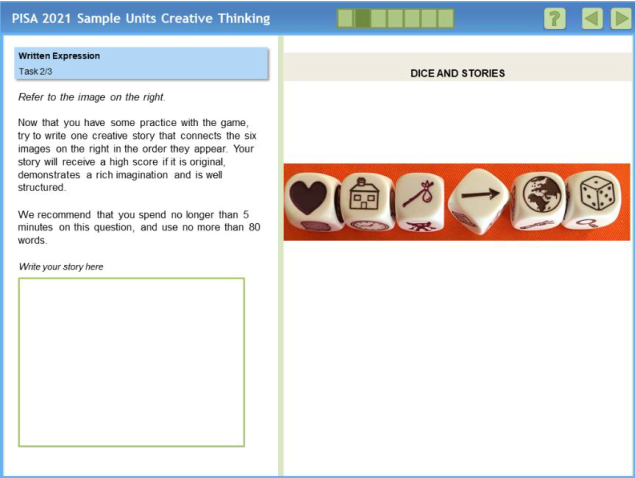 PISA 2021 Sample Units Creative Thinking
?
Written Expression
Task 2/3
Refer to the image on the right.
Now that you have some practice with the game,
try to write one creative story that connects the six
images on the right in the order they appear. Your
story will receive a high score if it is original,
demonstrates a rich imagination and is well
structured.
We recommend that you spend no longer than 5
minutes on this question, and use no more than 80
words.
Write your story here
DICE AND STORIES